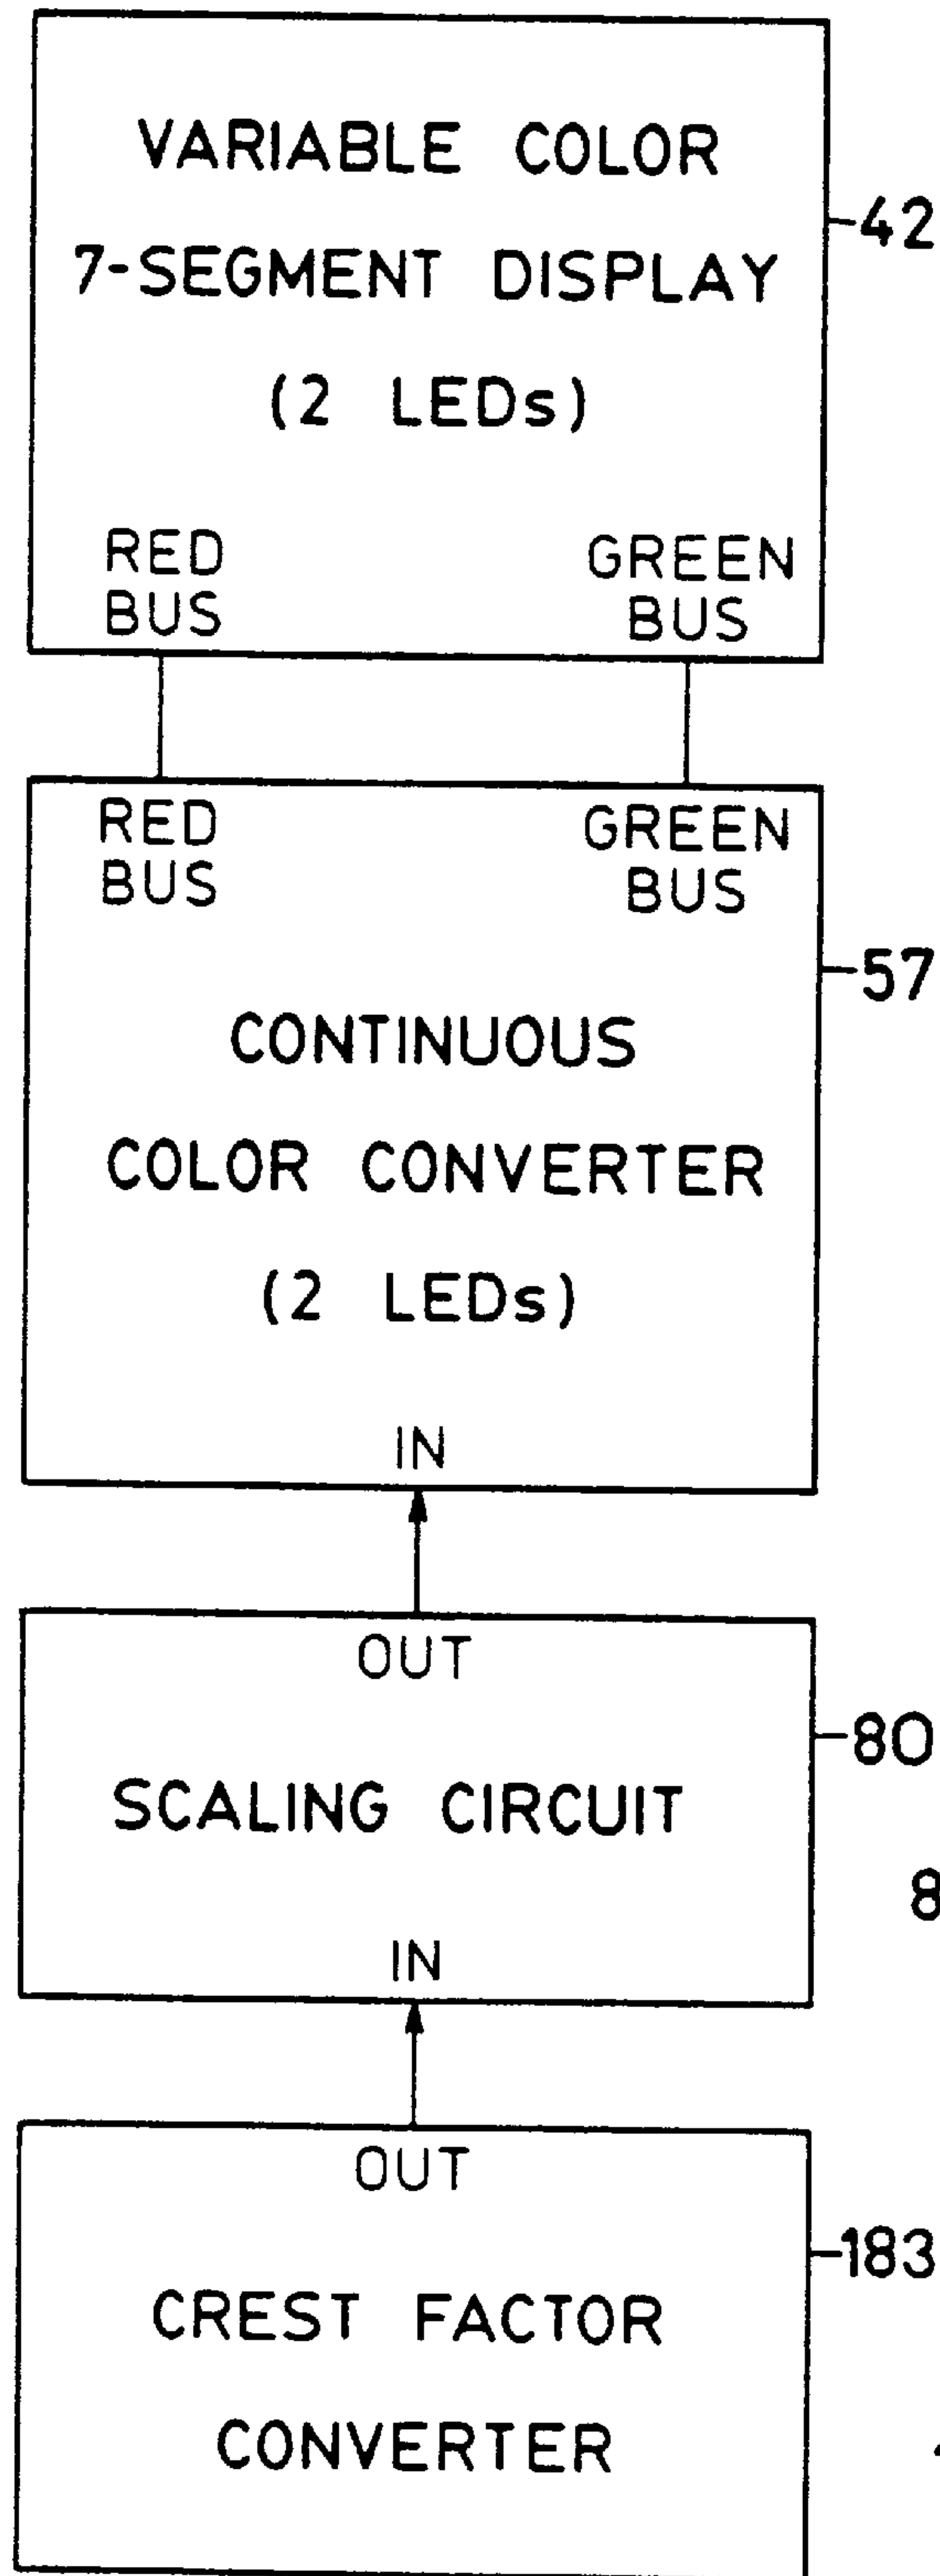 VARIABLE COLOR
7-SEGMENT DISPLAY
(2 LEDs)
42
RED GREEN
BUS BUS
RED GREEN
BUS BUS
57
CONTINUOUS
COLOR CONVERTER
(2 LEDs)
IN
OUT
80
SCALING CIRCUIT
8
IN
OUT
183
CREST FACTOR
CONVERTER